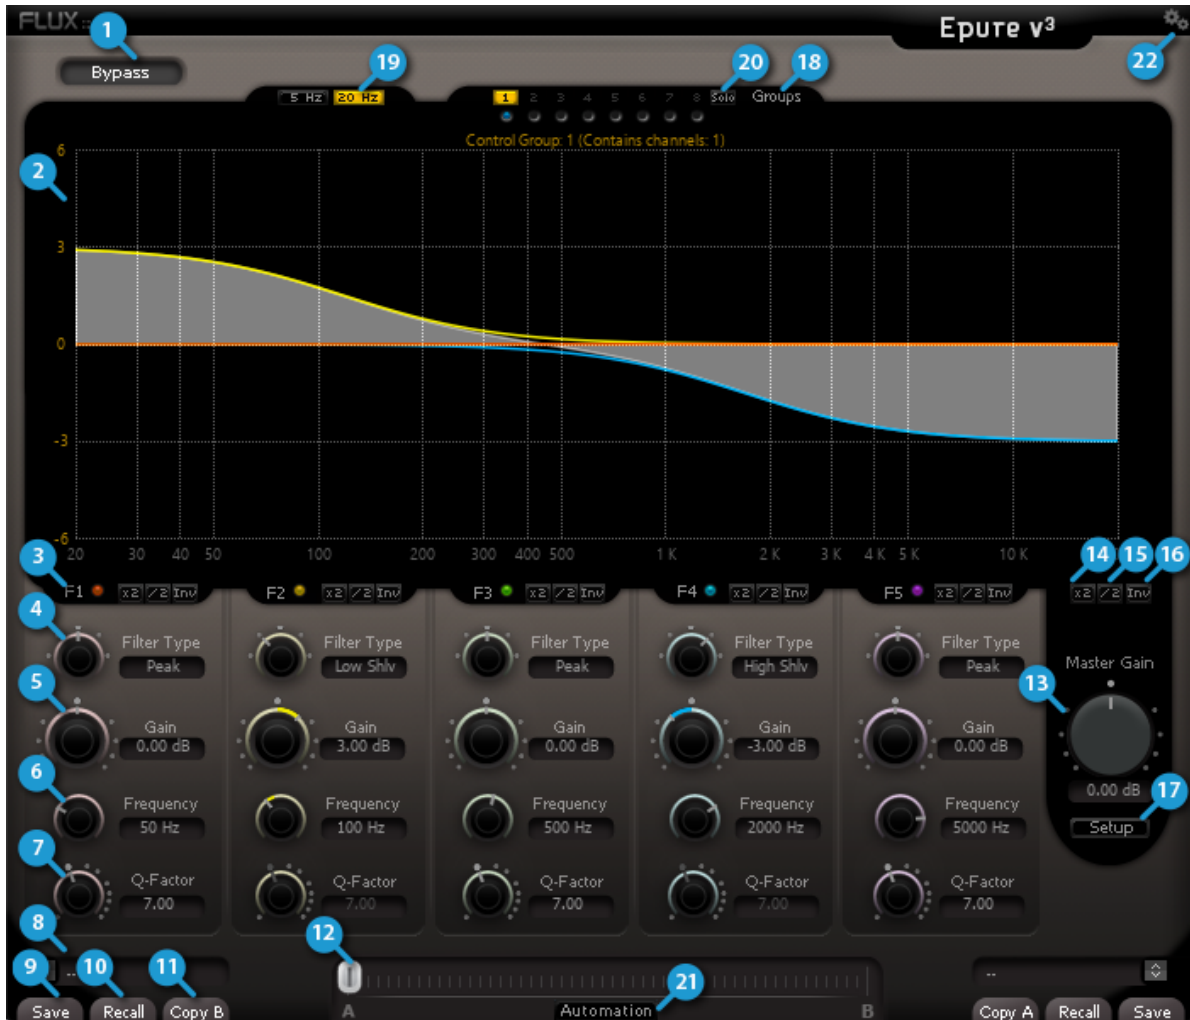 FLUX::
Epure v3
1
22
Bypass
19
20
18
5 Hz
20 Hz
1 2 3 4 5 6 7 8 Solo Groups
Control Group: 1 (Contains channels: 1)
2
6
3
0
-3
-6
20 30 40 50 100 200 300 400 500 1 K 2 K 3 K 4 K 5 K 10 K
3
14
15
16
F1 x2 /2 Inv
F2 x2 /2 Inv
F3 x2 /2 Inv
F4 x2 /2 Inv
F5 x2 /2 Inv
x2 /2 Inv
4
Filter Type Filter Type Filter Type Filter Type Filter Type
Peak Low Shlv Peak High Shlv Peak
Master Gain
5
13
Gain Gain Gain Gain Gain
0.00 dB 3.00 dB 0.00 dB -3.00 dB 0.00 dB
6
0.00 dB
17
Frequency Frequency Frequency Frequency Frequency
50 Hz 100 Hz 500 Hz 2000 Hz 5000 Hz
Setup
7
Q-Factor Q-Factor Q-Factor Q-Factor Q-Factor
7.00 7.00 7.00 7.00 7.00
8
12
9
10
11
--
21
--
Save Recall Copy B
A
Automation
B
Copy A Recall Save